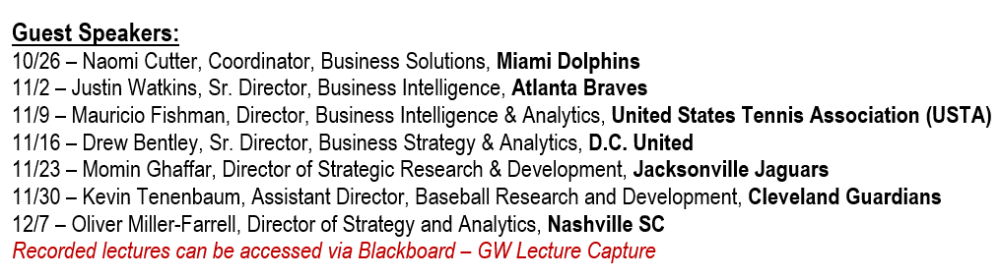 Guest Speakers:
10/26 – Naomi Cutter, Coordinator, Business Solutions, Miami Dolphins
11/2 – Justin Watkins, Sr. Director, Business Intelligence, Atlanta Braves
11/9 – Mauricio Fishman, Director, Business Intelligence & Analytics, United States Tennis Association (USTA)
11/16 – Drew Bentley, Sr. Director, Business Strategy & Analytics, D.C. United
11/23 – Momin Ghaffar, Director of Strategic Research & Development, Jacksonville Jaguars
11/30 – Kevin Tenenbaum, Assistant Director, Baseball Research and Development, Cleveland Guardians
12/7 – Oliver Miller-Farrell, Director of Strategy and Analytics, Nashville SC
Recorded lectures can be accessed via Blackboard – GW Lecture Capture